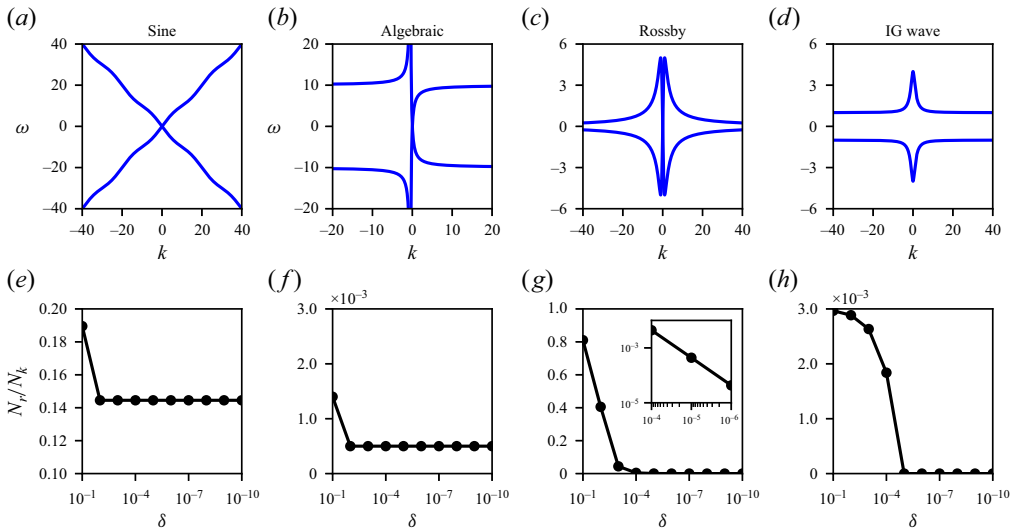 (a) (b) (c) (d)
Sine Algebraic Rossby IG wave
40 20 6 6
20 10 3 3
ω 0 ω 0 0 0
–20 –10 –3 –3
–40 –20 –6 –6
–40 –20 0 20 40 –20 –10 0 10 20 –40 –20 0 20 40 –40 –20 0 20 40
k k k k
(e) (f) (g) (h)
×10⁻³ ×10⁻³
0.20 3.0 1.0 3.0
0.18 0.8
10⁻³
2.0 2.0
0.16 0.6
N_r/N_k
10⁻⁵
0.14 0.4
10⁻⁴ 10⁻⁵ 10⁻⁶
1.0 1.0
0.12 0.2
0.10 0 0 0
10⁻¹ 10⁻⁴ 10⁻⁷ 10⁻¹⁰ 10⁻¹ 10⁻⁴ 10⁻⁷ 10⁻¹⁰ 10⁻¹ 10⁻⁴ 10⁻⁷ 10⁻¹⁰ 10⁻¹ 10⁻⁴ 10⁻⁷ 10⁻¹⁰
δ δ δ δ